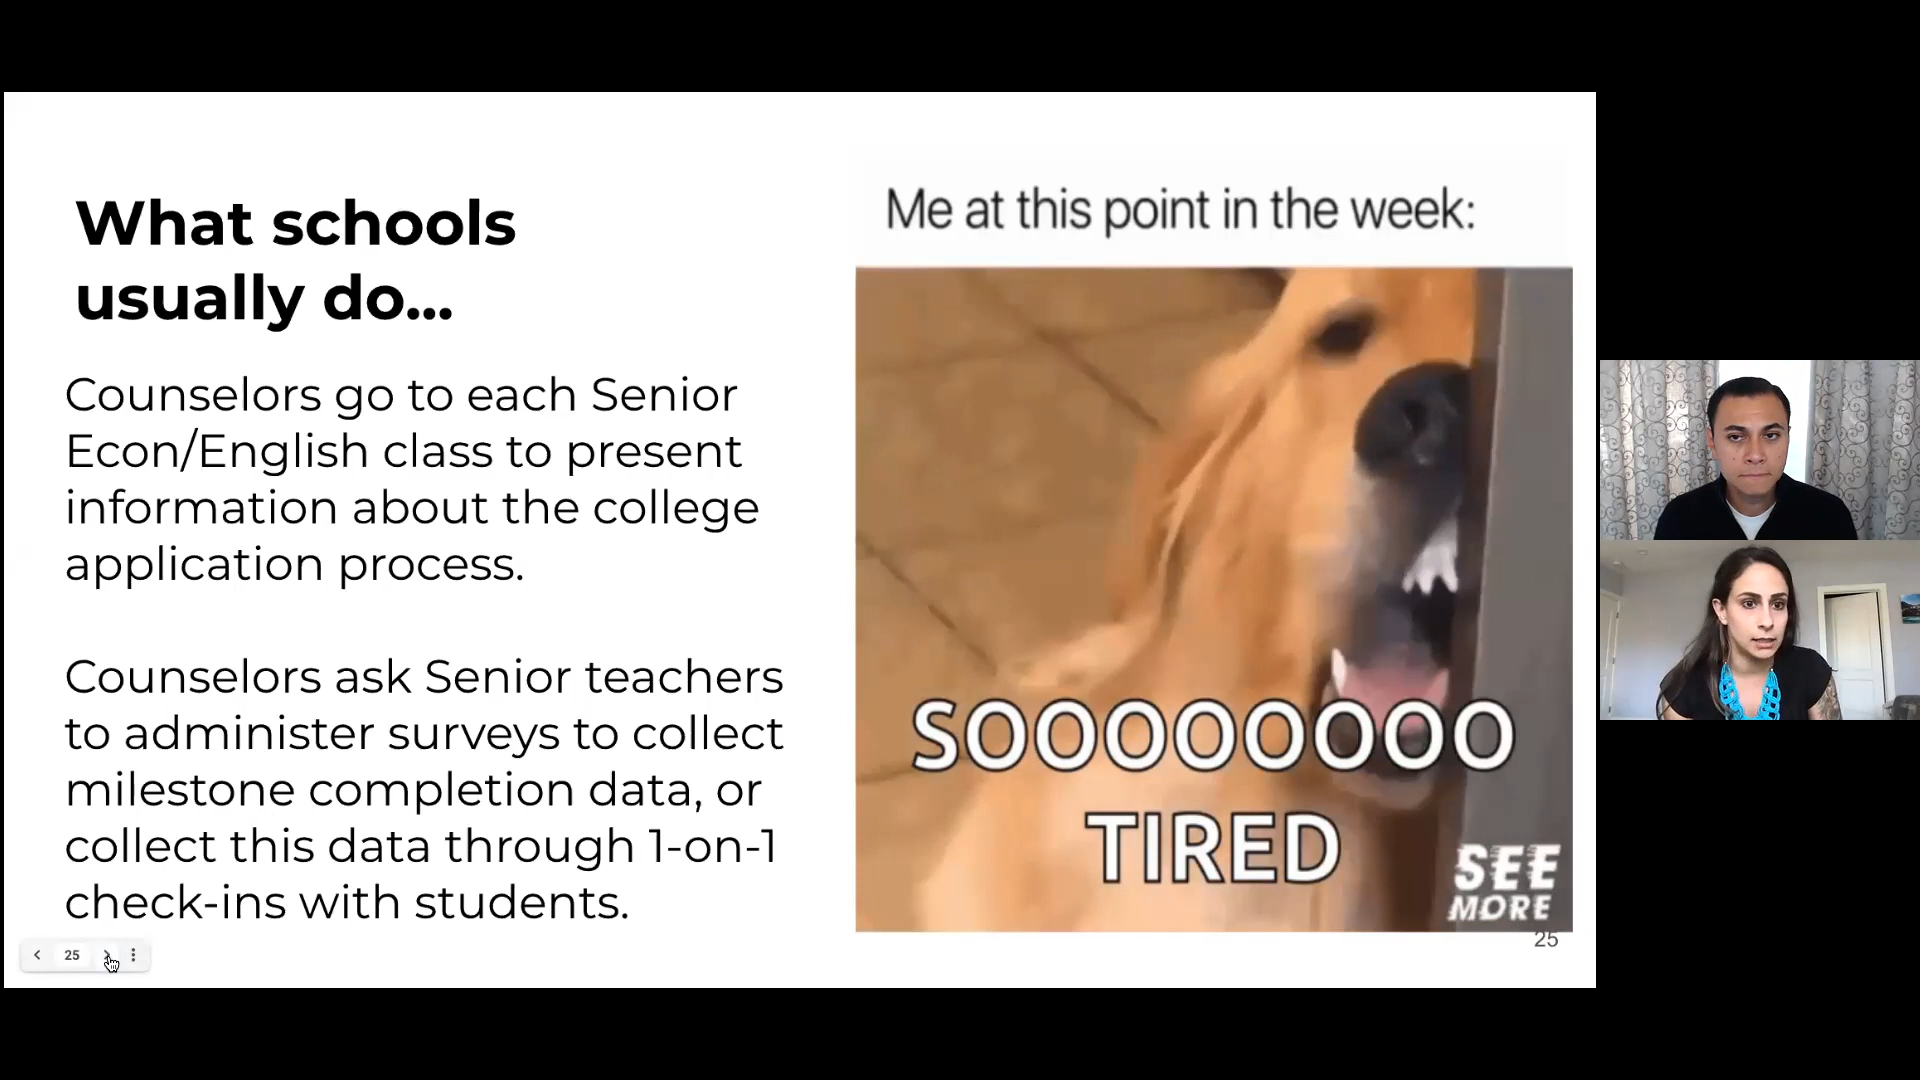 What schools
usually do...
Counselors go to each Senior
Econ/English class to present
information about the college
application process.
Counselors ask Senior teachers
to administer surveys to collect
milestone completion data, or
collect this data through 1-on-1
check-ins with students.
Me at this point in the week:
SOOOOOOOO
TIRED
SEE
MORE
25
25